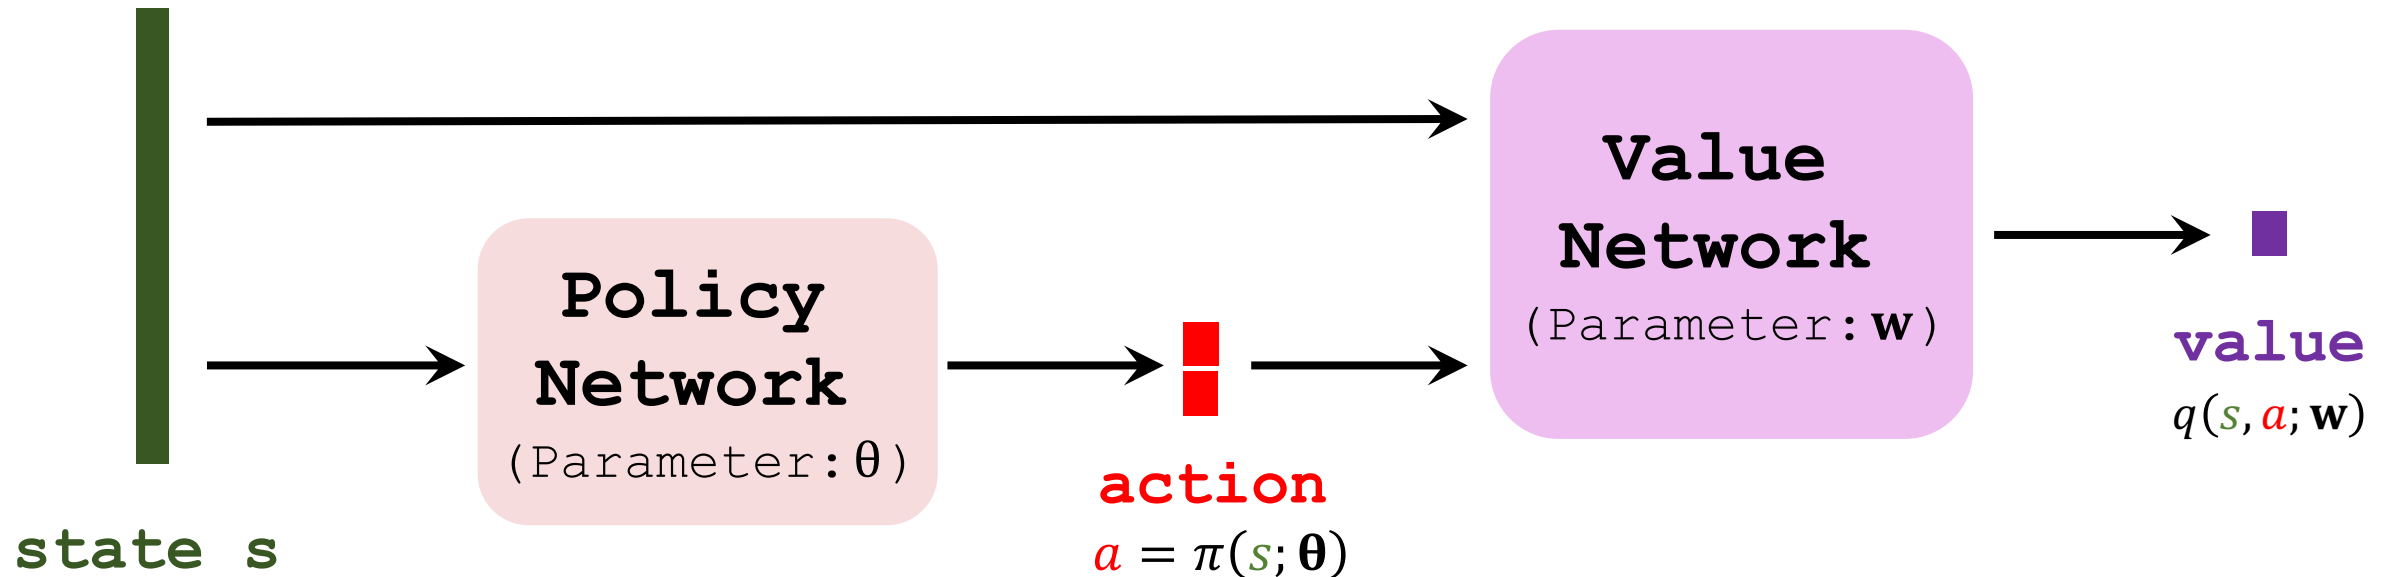 state s
Policy
Network
(Parameter:θ)
action
a = π(s;θ)
Value
Network
(Parameter:w)
value
q(s,a;w)